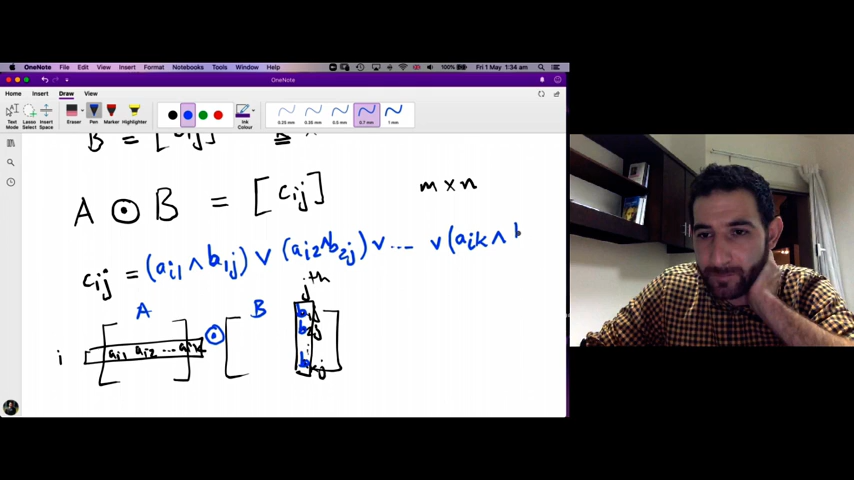 OneNote File Edit View Insert Format Notebooks Tools Window Help 100% Fri 1 May 1:34 am
OneNote
Home Insert Draw View
Text Mode Lasso Select Insert Space Eraser Pen Marker Highlighter Ink Colour 0.25 mm 0.35 mm 0.5 mm 0.7 mm 1 mm
B = [ ij]
A ⊙ B = [cij] m×n
cij = (ai1 ∧ b1j) ∨ (ai2 ∧ b2j) ∨ .... ∨ (aik ∧ b
jth
A B
b1j
b2j
i ai1 ai2 ... aik ⊙
bkj